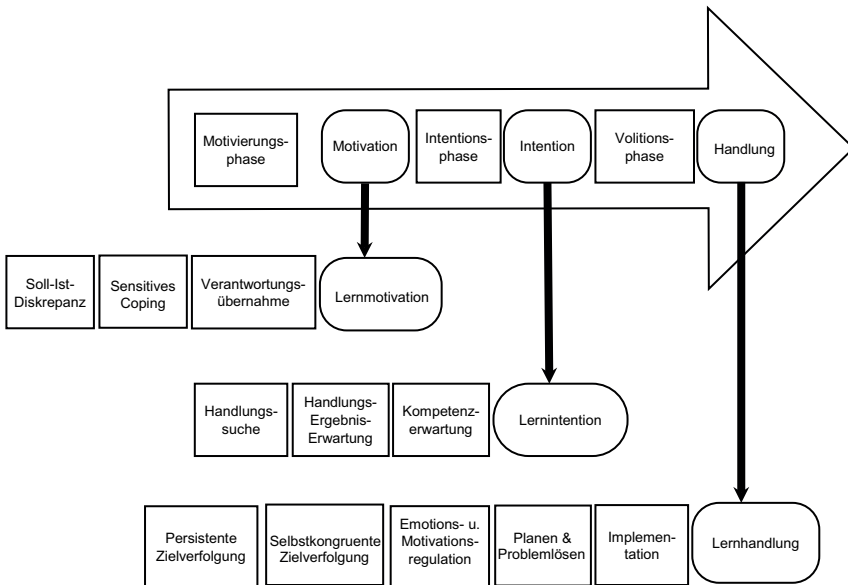 Motivierungs-
phase
Motivation
Intentions-
phase
Intention
Volitions-
phase
Handlung
Soll-Ist-
Diskrepanz
Sensitives
Coping
Verantwortungs-
übernahme
Lernmotivation
Handlungs-
suche
Handlungs-
Ergebnis-
Erwartung
Kompetenz-
erwartung
Lernintention
Persistente
Zielverfolgung
Selbstkongruente
Zielverfolgung
Emotions- u.
Motivations-
regulation
Planen &
Problemlösen
Implemen-
tation
Lernhandlung